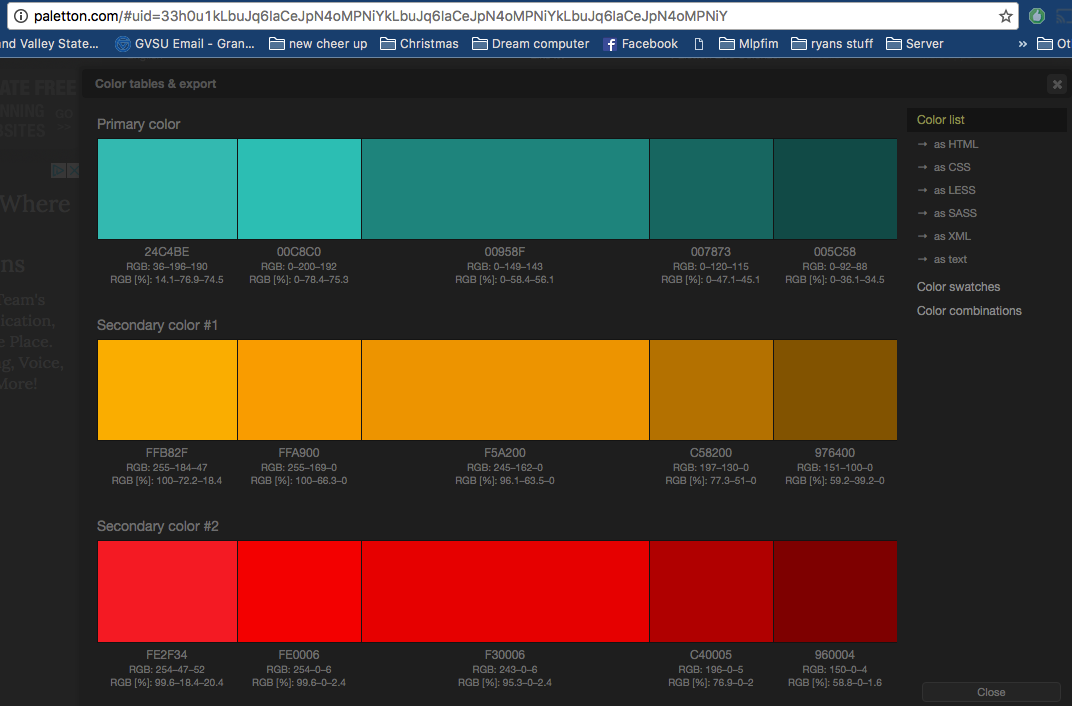 paletton.com/#uid=33h0u1kLbuJq6laCeJpN4oMPNiYkLbuJq6laCeJpN4oMPNiYkLbuJq6laCeJpN4oMPNiY
nd Valley State...
GVSU Email - Gran...
new cheer up
Christmas
Dream computer
Facebook
Mlpfim
ryans stuff
Server
»
Ot
ATE FREE
NNING
GO
SITES
>>
Where
ns
Team's
ication,
e Place.
g, Voice,
More!
Color tables & export
Primary color
24C4BE
RGB: 36–196–190
RGB [%]: 14.1–76.9–74.5
00C8C0
RGB: 0–200–192
RGB [%]: 0–78.4–75.3
00958F
RGB: 0–149–143
RGB [%]: 0–58.4–56.1
007873
RGB: 0–120–115
RGB [%]: 0–47.1–45.1
005C58
RGB: 0–92–88
RGB [%]: 0–36.1–34.5
Secondary color #1
FFB82F
RGB: 255–184–47
RGB [%]: 100–72.2–18.4
FFA900
RGB: 255–169–0
RGB [%]: 100–66.3–0
F5A200
RGB: 245–162–0
RGB [%]: 96.1–63.5–0
C58200
RGB: 197–130–0
RGB [%]: 77.3–51–0
976400
RGB: 151–100–0
RGB [%]: 59.2–39.2–0
Secondary color #2
FE2F34
RGB: 254–47–52
RGB [%]: 99.6–18.4–20.4
FE0006
RGB: 254–0–6
RGB [%]: 99.6–0–2.4
F30006
RGB: 243–0–6
RGB [%]: 95.3–0–2.4
C40005
RGB: 196–0–5
RGB [%]: 76.9–0–2
960004
RGB: 150–0–4
RGB [%]: 58.8–0–1.6
Color list
→ as HTML
→ as CSS
→ as LESS
→ as SASS
→ as XML
→ as text
Color swatches
Color combinations
Close